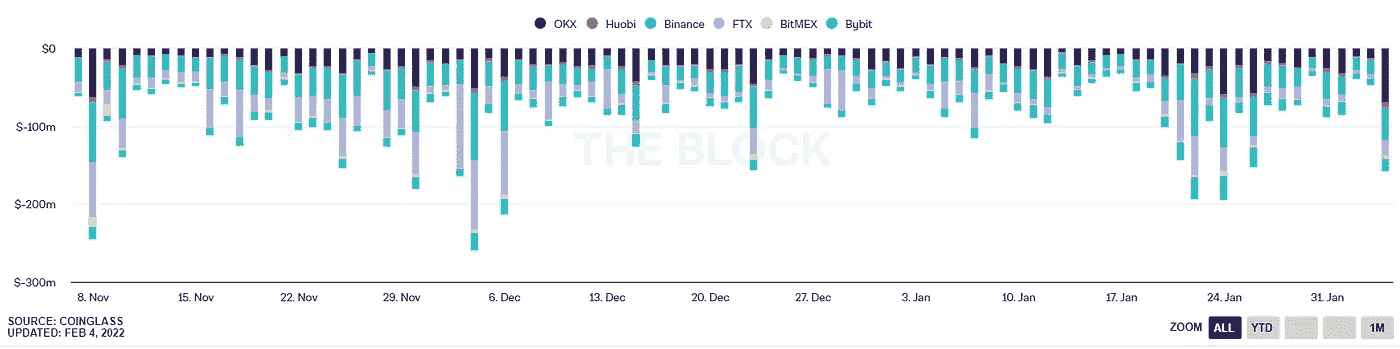 OKX Huobi Binance FTX BitMEX Bybit
$0
$-100m
THE BLOCK
$-200m
$-300m
8. Nov 15. Nov 22. Nov 29. Nov 6. Dec 13. Dec 20. Dec 27. Dec 3. Jan 10. Jan 17. Jan 24. Jan 31. Jan
SOURCE: COINGLASS
UPDATED: FEB 4, 2022
ZOOM ALL YTD 1M